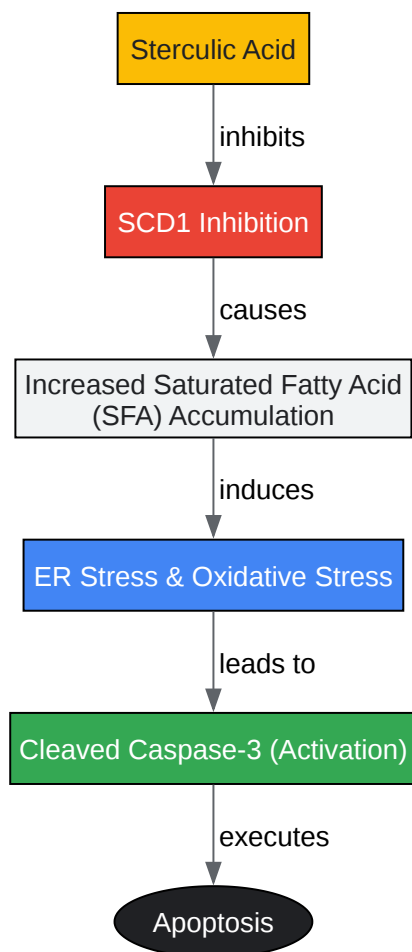 Sterculic Acid
inhibits
SCD1 Inhibition
causes
Increased Saturated Fatty Acid
(SFA) Accumulation
induces
ER Stress & Oxidative Stress
leads to
Cleaved Caspase-3 (Activation)
executes
Apoptosis